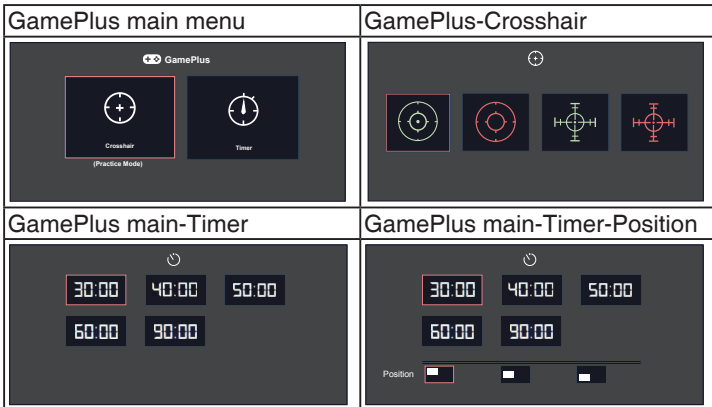 GamePlus main menu
GamePlus-Crosshair
GamePlus
Crosshair
Timer
(Practice Mode)
GamePlus main-Timer
GamePlus main-Timer-Position
30:00 40:00 50:00
60:00 90:00
30:00 40:00 50:00
60:00 90:00
Position